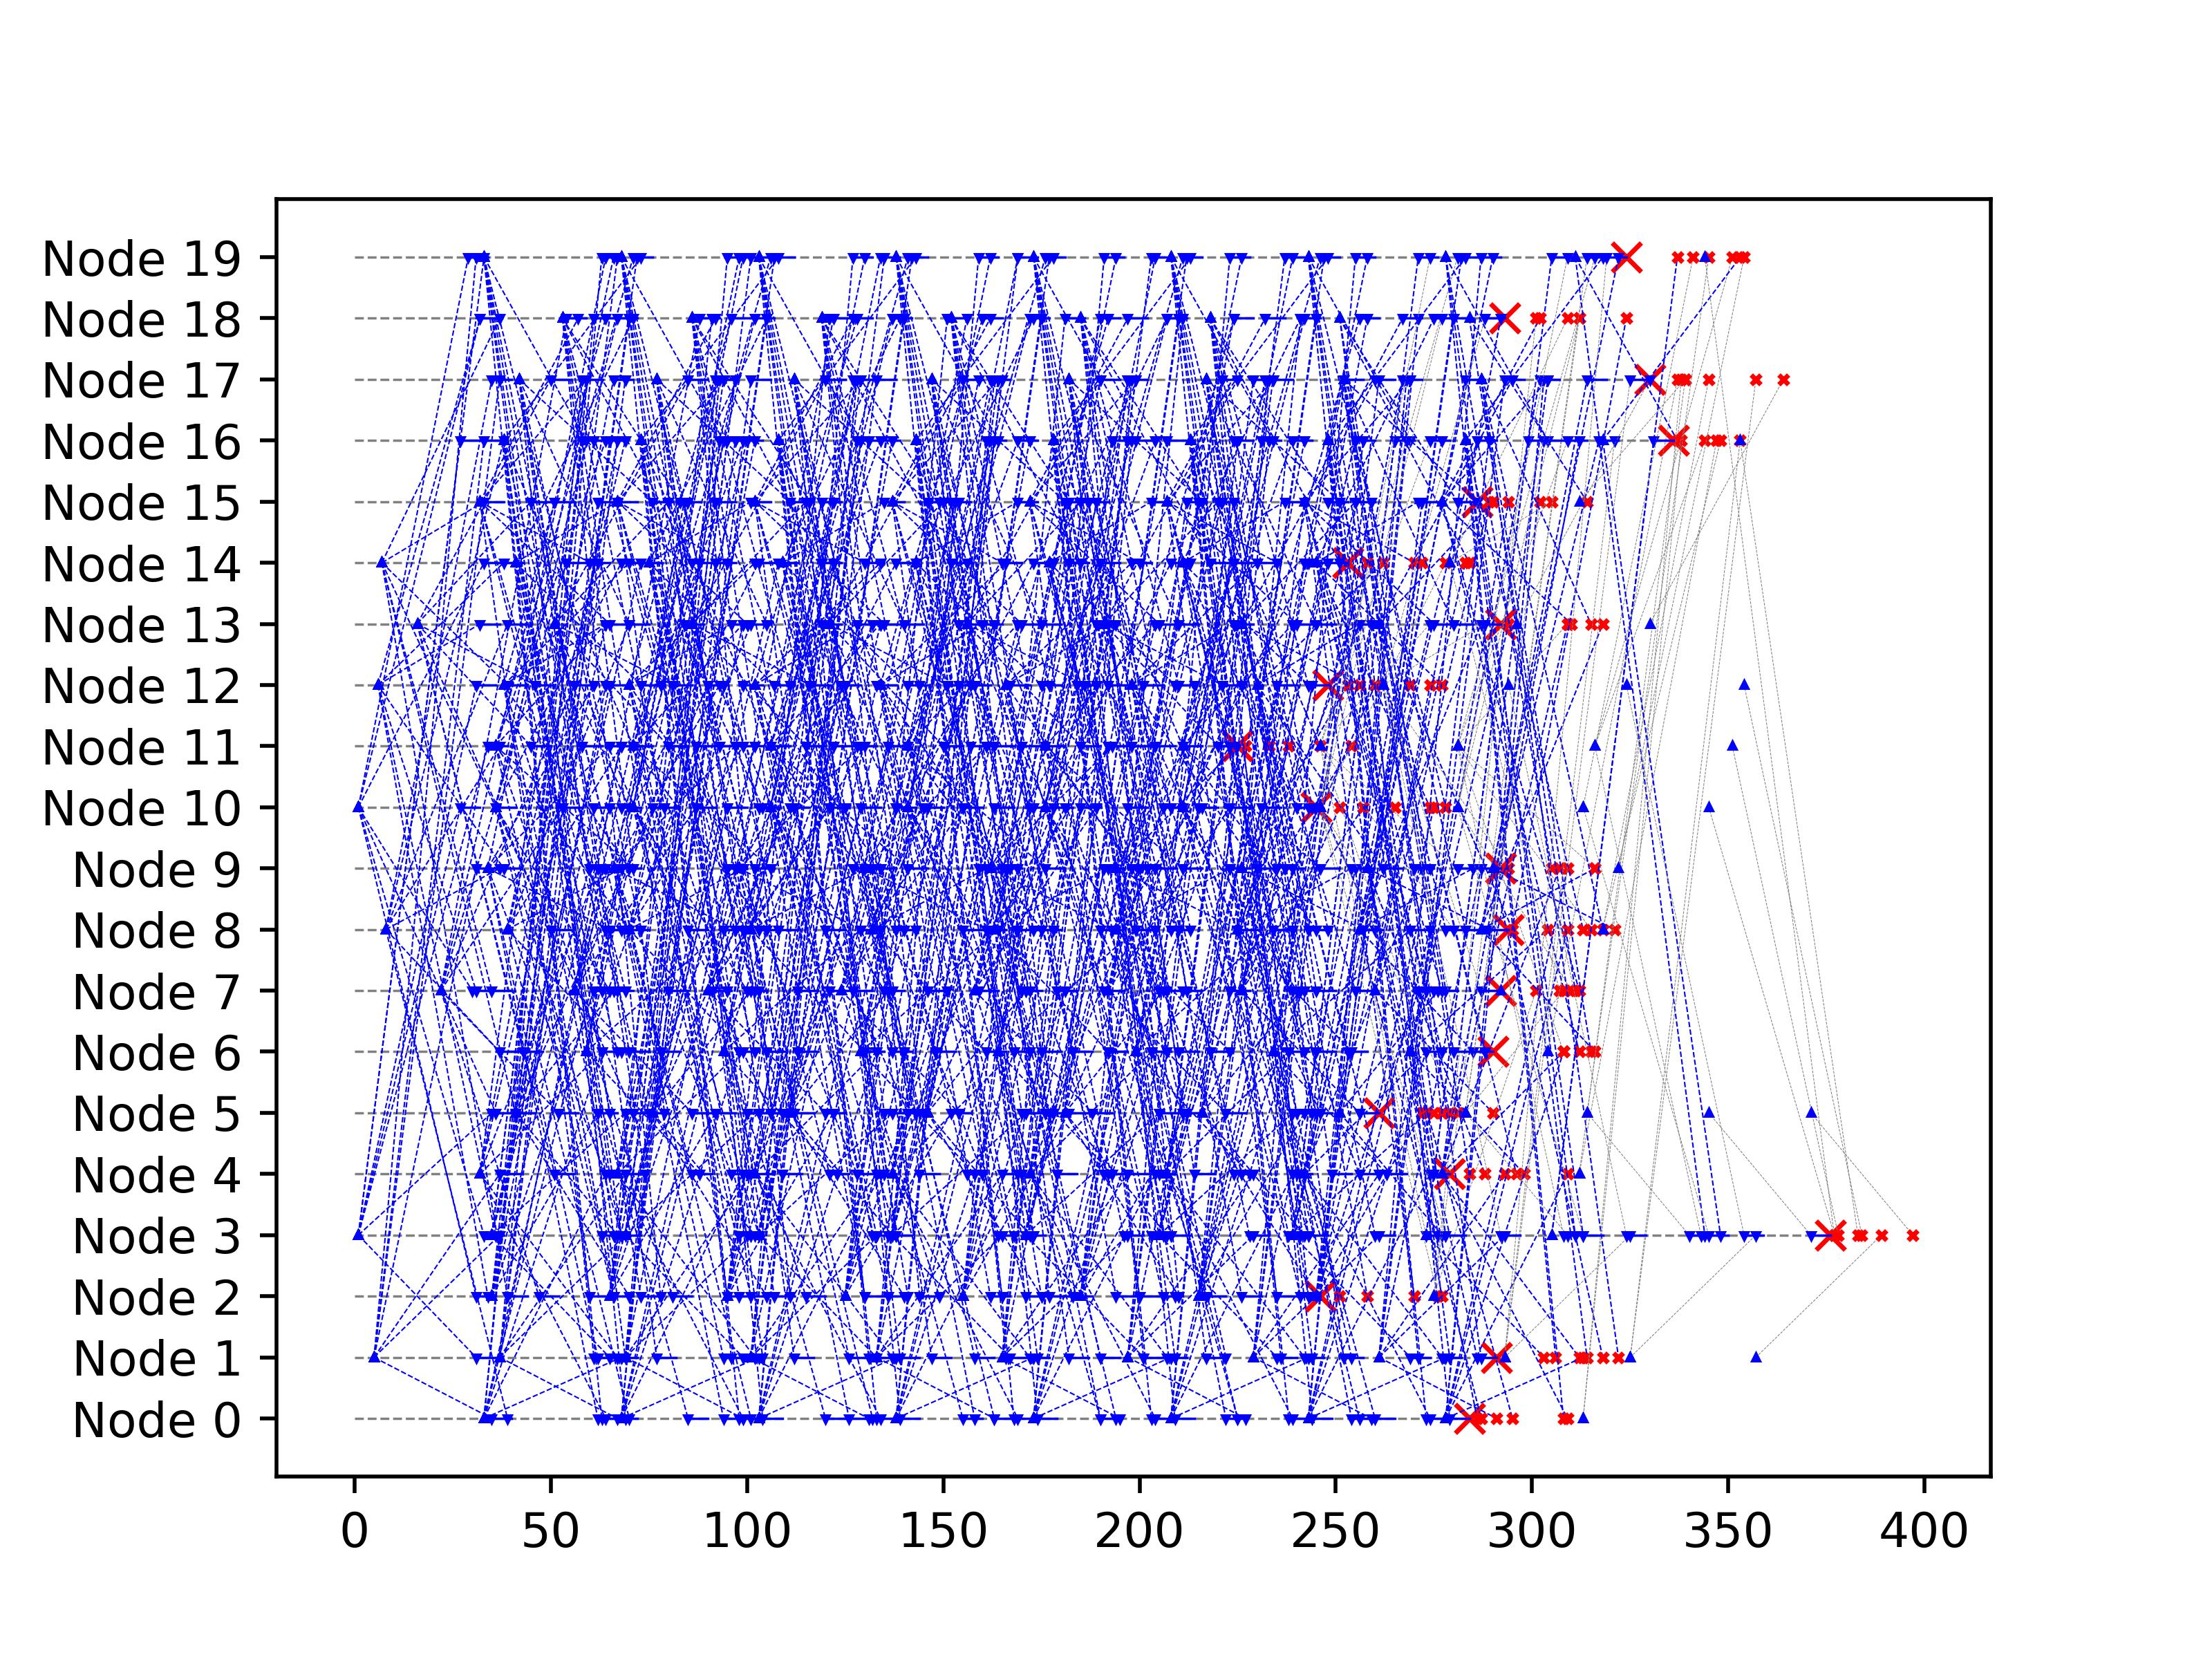 Node 19
Node 18
Node 17
Node 16
Node 15
Node 14
Node 13
Node 12
Node 11
Node 10
Node 9
Node 8
Node 7
Node 6
Node 5
Node 4
Node 3
Node 2
Node 1
Node 0
0 50 100 150 200 250 300 350 400